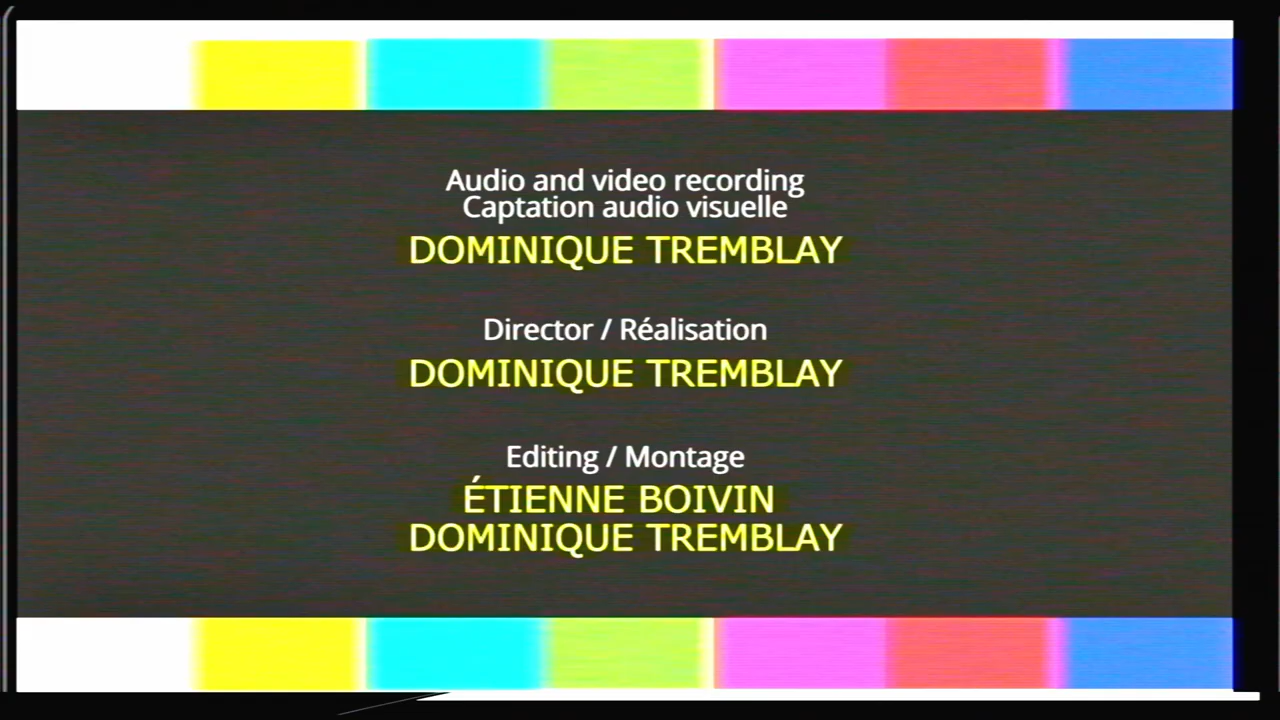 Audio and video recording
Captation audio visuelle
DOMINIQUE TREMBLAY
Director / Réalisation
DOMINIQUE TREMBLAY
Editing / Montage
ÉTIENNE BOIVIN
DOMINIQUE TREMBLAY